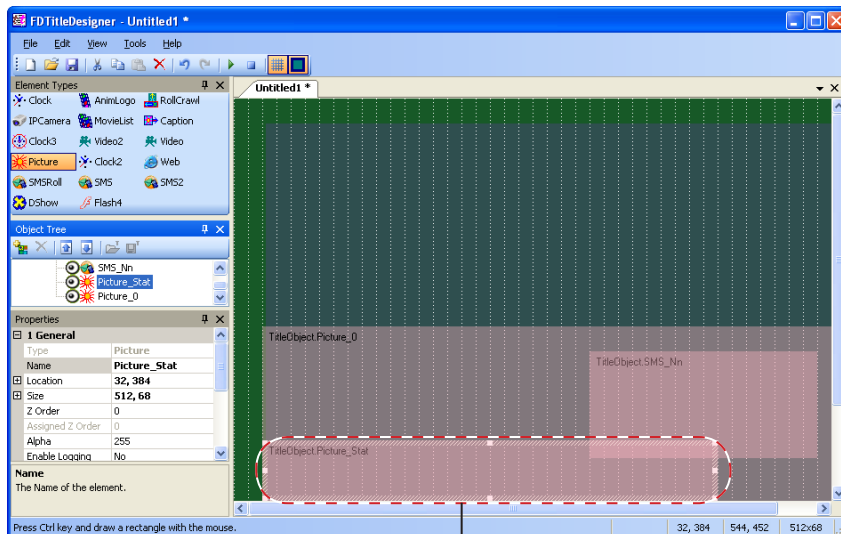 FDTitleDesigner - Untitled1 *
File Edit View Tools Help
Element Types
Untitled1 *
Clock AnimLogo RollCrawl
IPCamera MovieList Caption
Clock3 Video2 Video
Picture Clock2 Web
SMSRoll SMS SMS2
DShow Flash4
Object Tree
SMS_Nn
Picture_Stat
Picture_0
Properties
1 General
Type Picture
Name Picture_Stat
Location 32, 384
Size 512, 68
Z Order 0
Assigned Z Order 0
Alpha 255
Enable Logging No
Name
The Name of the element.
TitleObject.Picture_0
TitleObject.SMS_Nn
TitleObject.Picture_Stat
Press Ctrl key and draw a rectangle with the mouse.
32, 384 544, 452 512x68